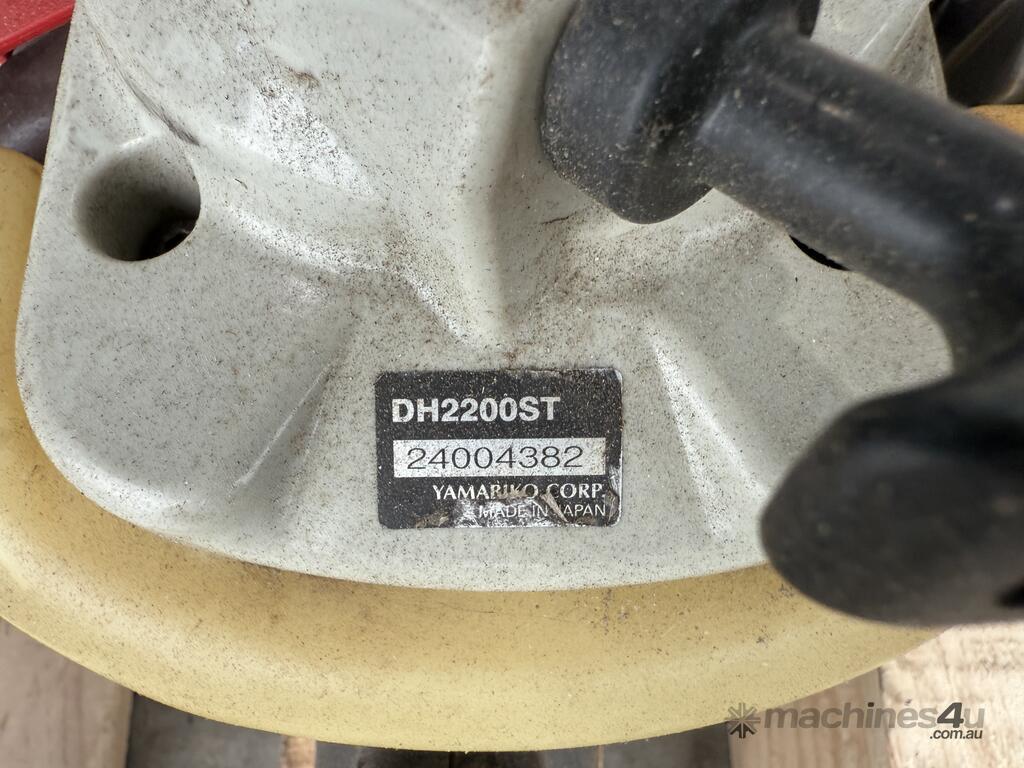 DH2200ST
24004382
YAMABIKO CORP.
MADE IN JAPAN
machines4u
.com.au